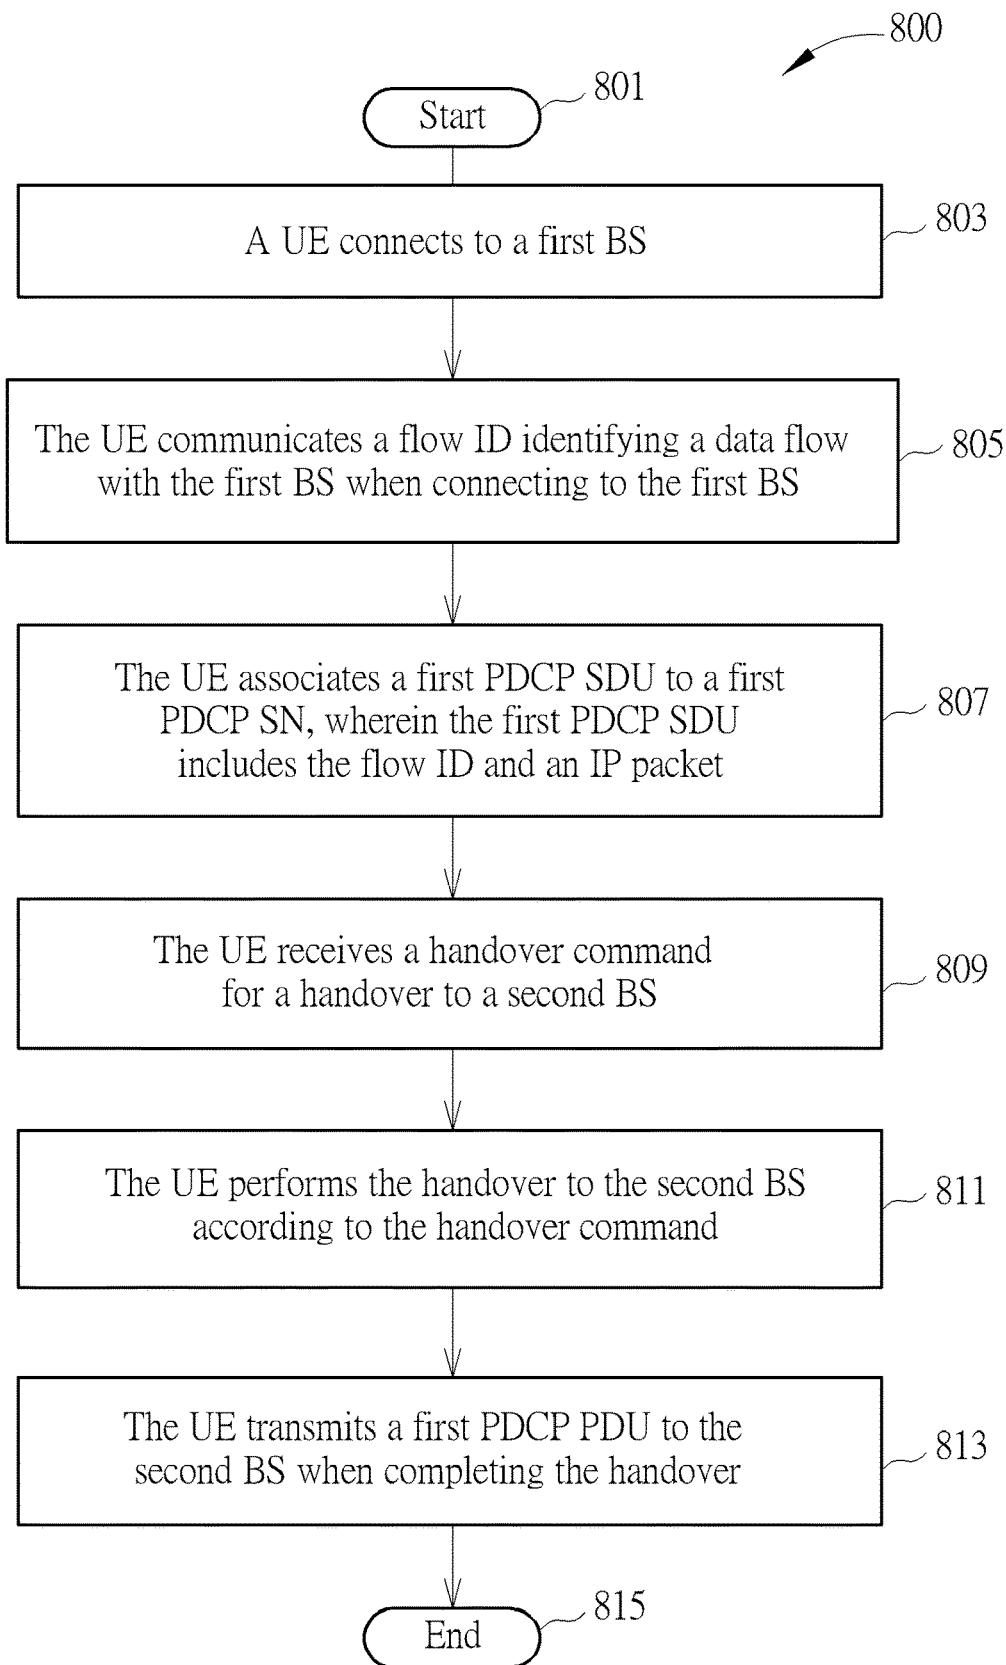 800
Start
801
A UE connects to a first BS
803
The UE communicates a flow ID identifying a data flow
with the first BS when connecting to the first BS
805
The UE associates a first PDCP SDU to a first
PDCP SN, wherein the first PDCP SDU
includes the flow ID and an IP packet
807
The UE receives a handover command
for a handover to a second BS
809
The UE performs the handover to the second BS
according to the handover command
811
The UE transmits a first PDCP PDU to the
second BS when completing the handover
813
End
815